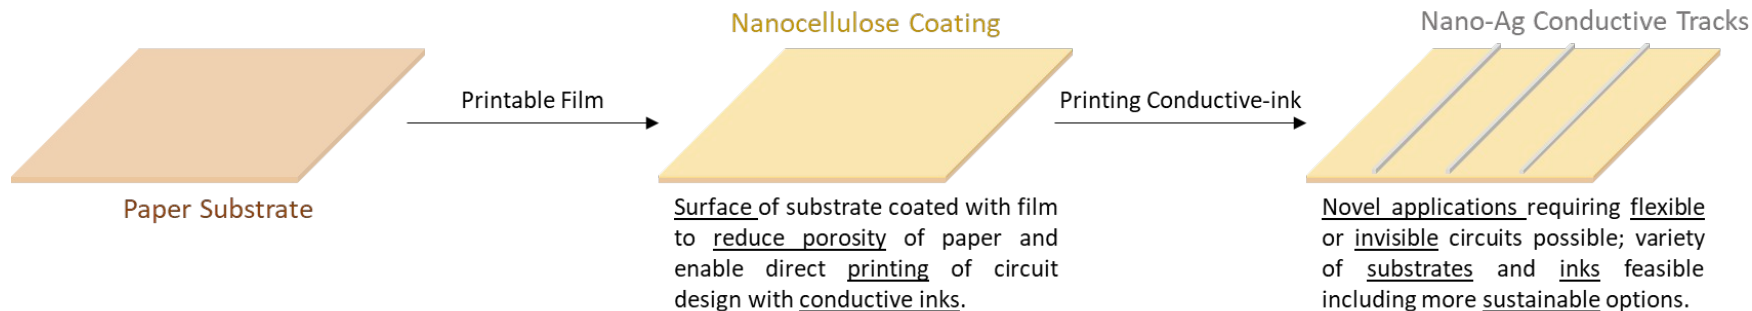 Nanocellulose Coating
Nano-Ag Conductive Tracks
Printable Film
Printing Conductive-ink
Paper Substrate
Surface of substrate coated with film
to reduce porosity of paper and
enable direct printing of circuit
design with conductive inks.
Novel applications requiring flexible
or invisible circuits possible; variety
of substrates and inks feasible
including more sustainable options.